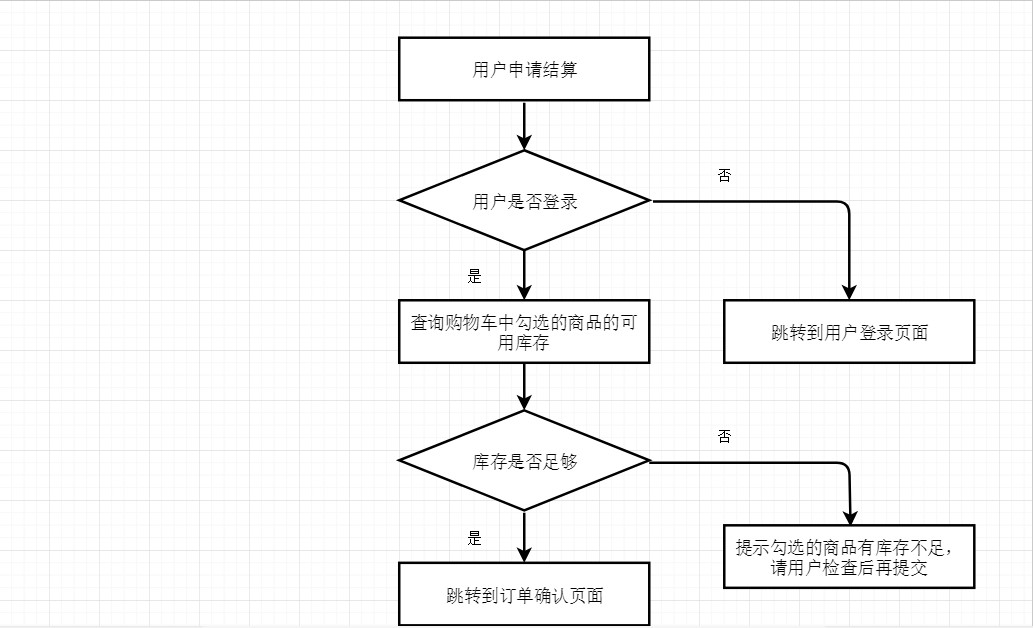 用户申请结算
用户是否登录
否
是
查询购物车中勾选的商品的可
用库存
跳转到用户登录页面
库存是否足够
否
是
提示勾选的商品有库存不足，
请用户检查后再提交
跳转到订单确认页面